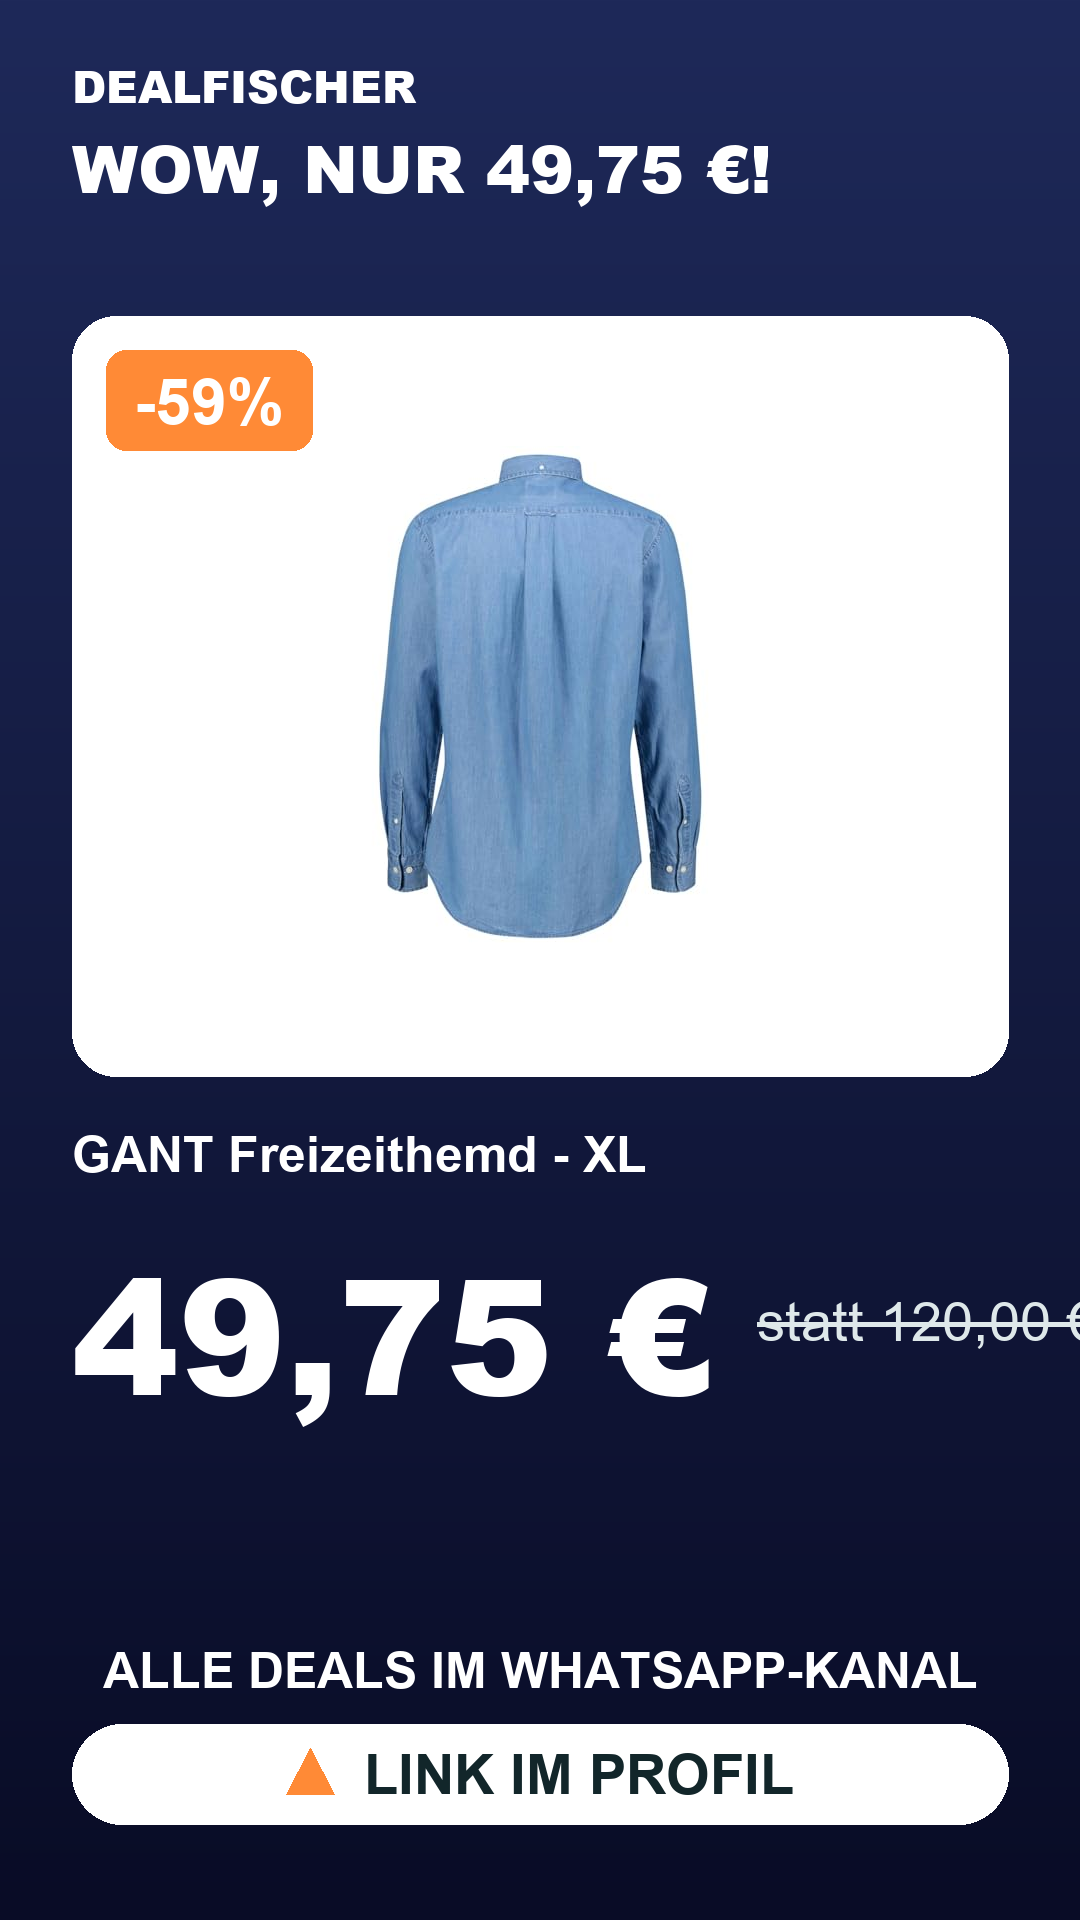 DEALFISCHER
WOW, NUR 49,75 €!
-59%
GANT Freizeithemd - XL
49,75 € statt 120,00 €
ALLE DEALS IM WHATSAPP-KANAL
LINK IM PROFIL